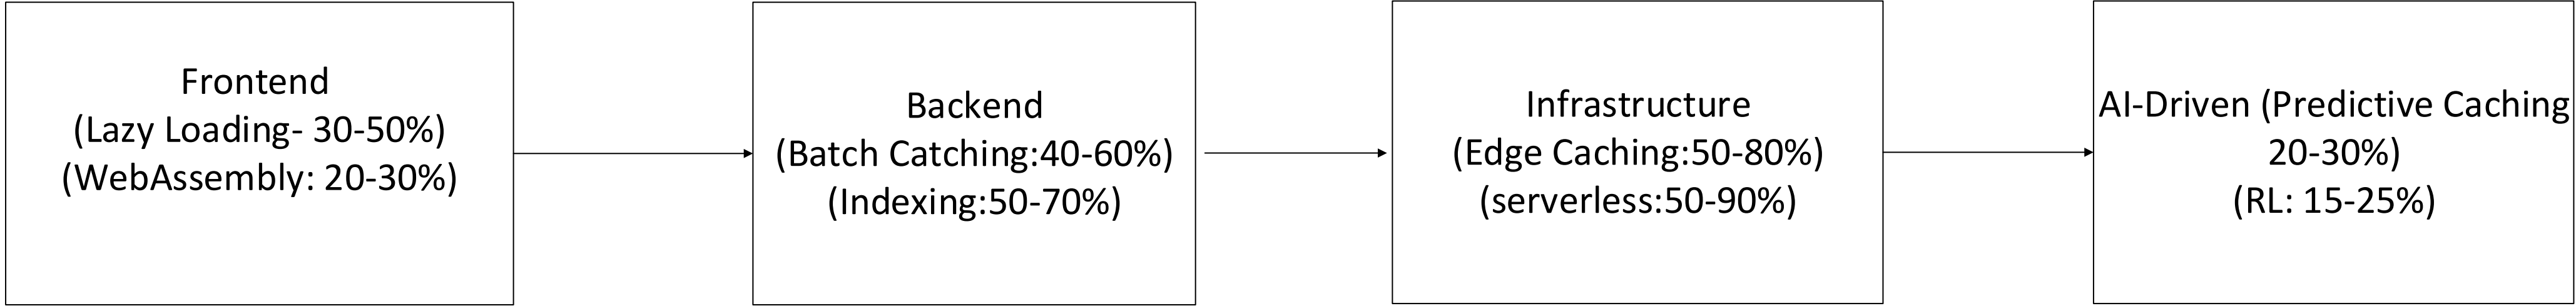 Frontend
(Lazy Loading- 30-50%)
(WebAssembly: 20-30%)
Backend
(Batch Catching:40-60%)
(Indexing:50-70%)
Infrastructure
(Edge Caching:50-80%)
(serverless:50-90%)
AI-Driven (Predictive Caching
20-30%)
(RL: 15-25%)